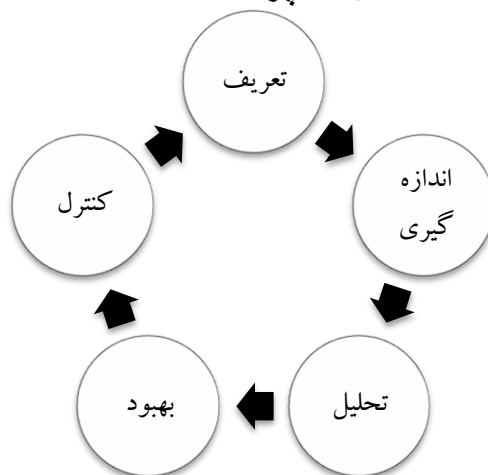 تعریف
اندازه
گیری
تحلیل
بهبود
کنترل